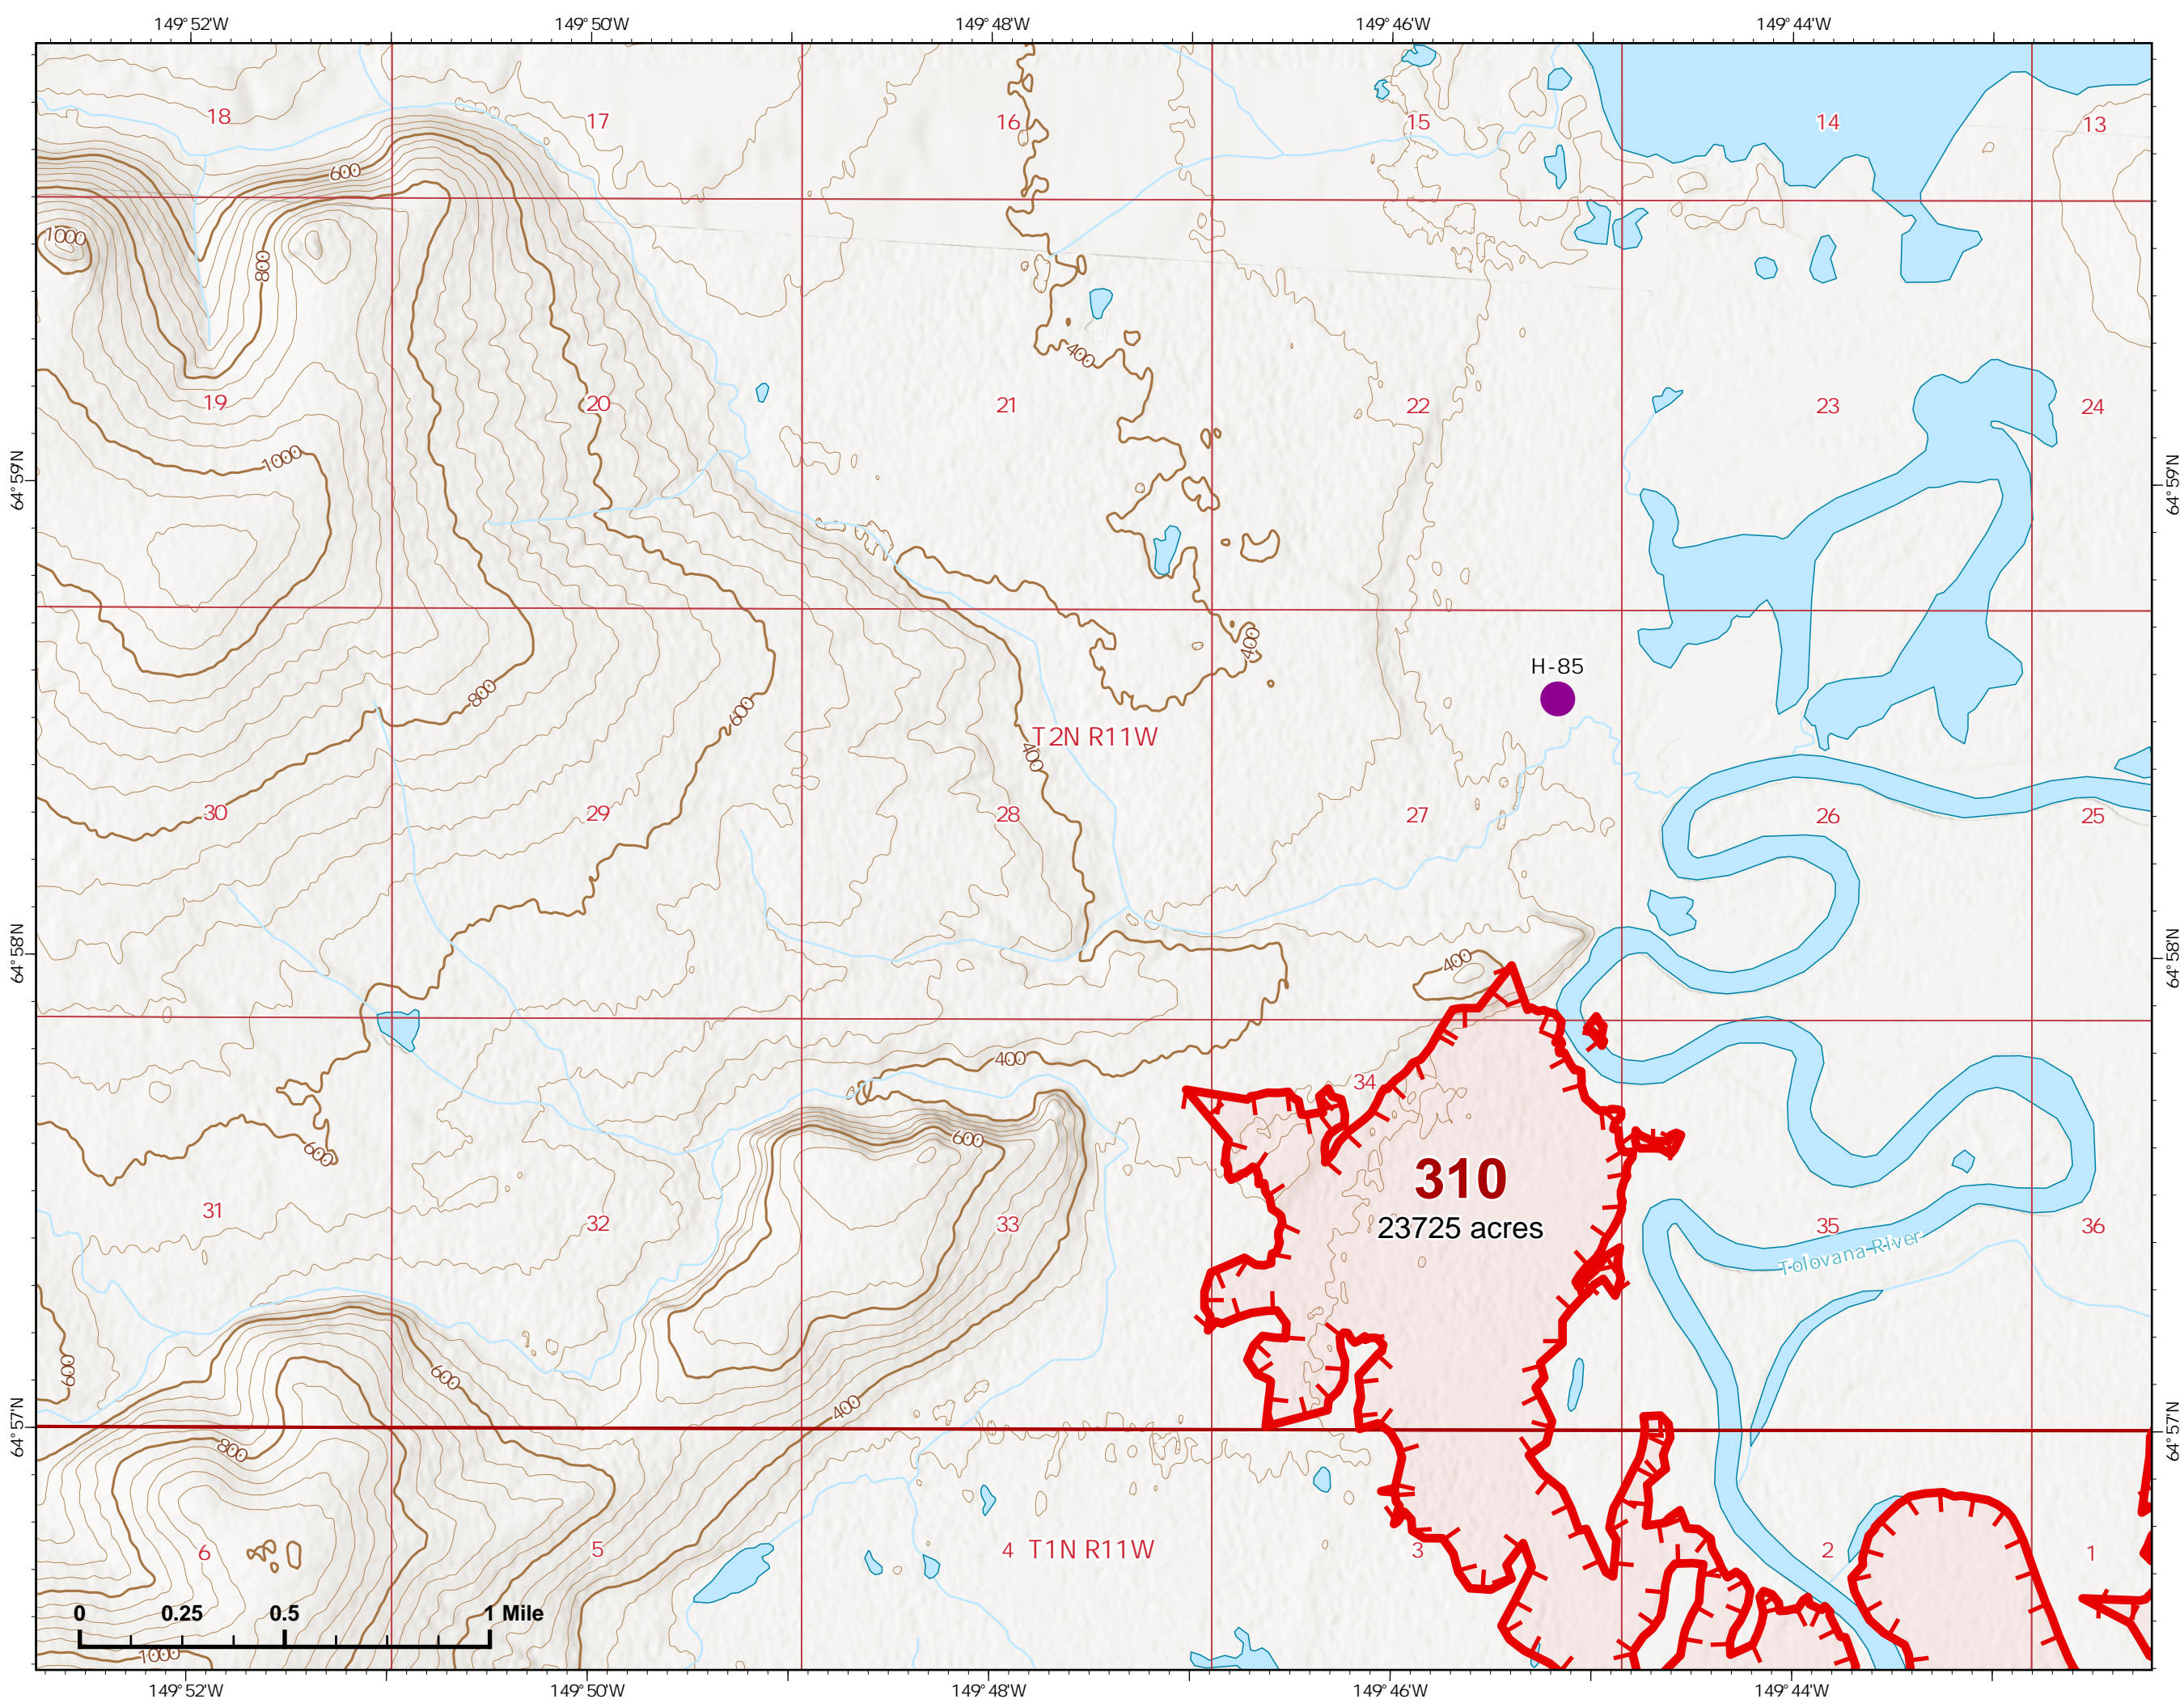 149°52'W 149°50'W 149°48'W 149°46'W 149°44'W
18 17 16 15 14 13
600
1000
800
400
19 20 21 22 23 24
1000
64°59'N 64°59'N
400
H-85
800
600
T2N R11W
400
30 29 28 27 26 25
64°58'N 64°58'N
400
400
34
600
600
310
31 32 33 35 36
23725 acres
Tolovana River
600
600
400
64°57'N 64°57'N
800
6 5 4 T1N R11W 3 2 1
0 0.25 0.5 1 Mile
1000
149°52'W 149°50'W 149°48'W 149°46'W 149°44'W